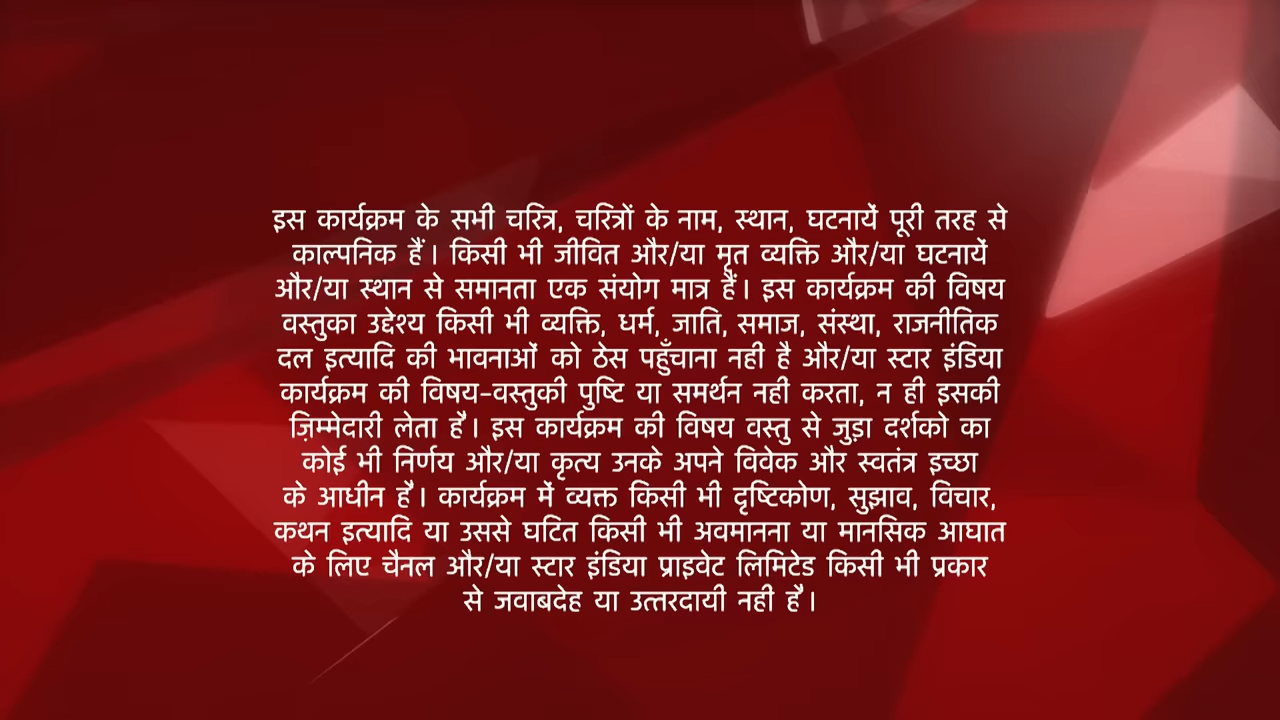 इस कार्यक्रम के सभी चरित्र, चरित्रों के नाम, स्थान, घटनायें पूरी तरह से
काल्पनिक हैं। किसी भी जीवित और/या मृत व्यक्ति और/या घटनायें
और/या स्थान से समानता एक संयोग मात्र हैं। इस कार्यक्रम की विषय
वस्तुका उद्देश्य किसी भी व्यक्ति, धर्म, जाति, समाज, संस्था, राजनीतिक
दल इत्यादि की भावनाओं को ठेस पहुँचाना नही है और/या स्टार इंडिया
कार्यक्रम की विषय-वस्तुकी पुष्टि या समर्थन नही करता, न ही इसकी
ज़िम्मेदारी लेता हैं। इस कार्यक्रम की विषय वस्तु से जुड़ा दर्शको का
कोई भी निर्णय और/या कृत्य उनके अपने विवेक और स्वतंत्र इच्छा
के आधीन हैं। कार्यक्रम में व्यक्त किसी भी दृष्टिकोण, सुझाव, विचार,
कथन इत्यादि या उससे घटित किसी भी अवमानना या मानसिक आघात
के लिए चैनल और/या स्टार इंडिया प्राइवेट लिमिटेड किसी भी प्रकार
से जवाबदेह या उत्तरदायी नही हैं।